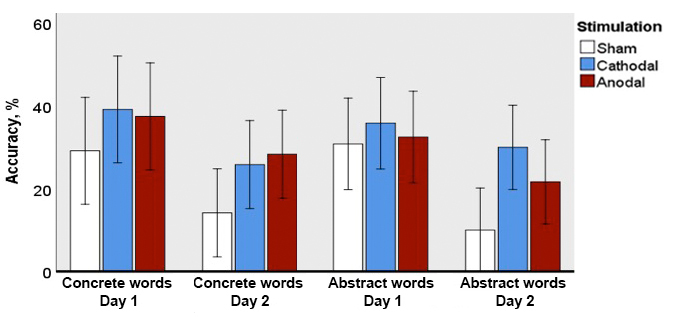 Stimulation
Sham
Cathodal
Anodal
Accuracy, %
60
40
20
0
Concrete words
Day 1
Concrete words
Day 2
Abstract words
Day 1
Abstract words
Day 2